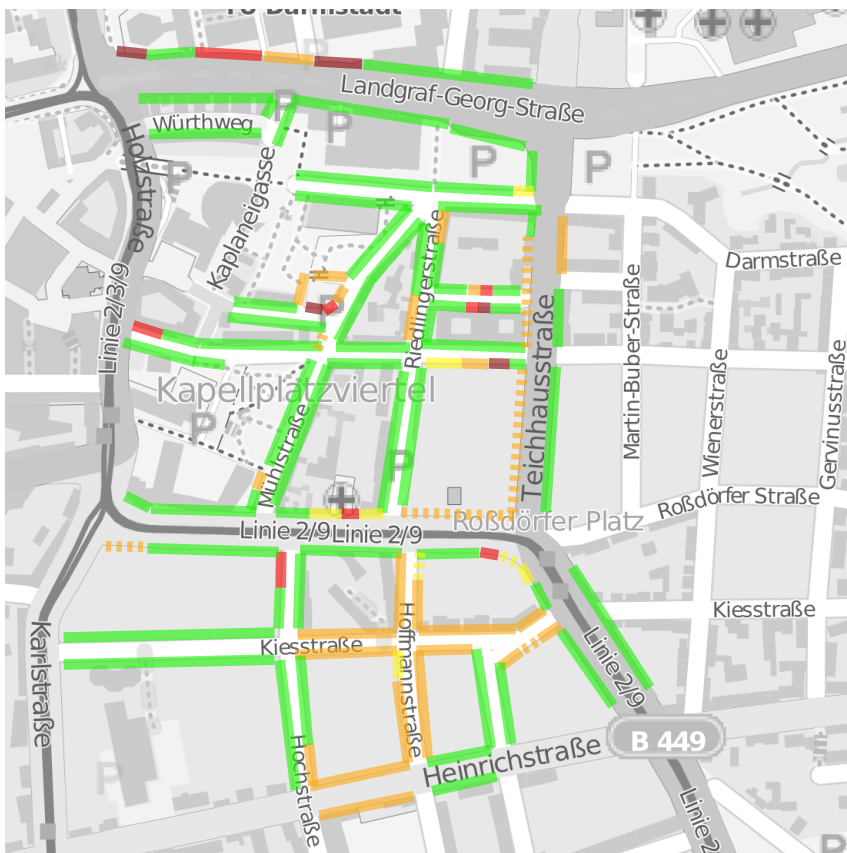 TU Darmstadt
P
Landgraf-Georg-Straße
P
Würthweg
P
Holzstraße
P
P
P
Kaplaneigasse
Riedlingerstraße
Darmstraße
Linie 2/3/9
P
Teichhausstraße
Martin-Buber-Straße
Wienerstraße
Gervinusstraße
Kapellplatzviertel
P
Mühlstraße
P
Roßdörfer Straße
Roßdörfer Platz
Linie 2/9
Linie 2/9
Kiesstraße
Karlstraße
Kiesstraße
Hoffmannstraße
Linie 2/9
B 449
Heinrichstraße
Hochstraße
P
Linie 2
P